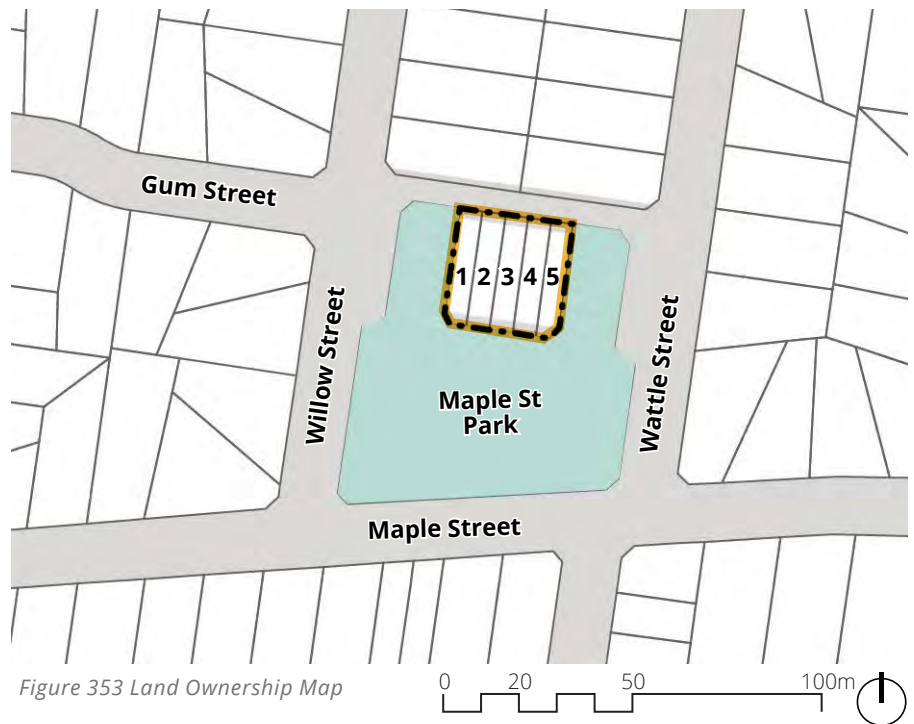 Gum Street
1 2 3 4 5
Willow Street
Wattle Street
Maple St
Park
Maple Street
Figure 353 Land Ownership Map
0 20 50 100m